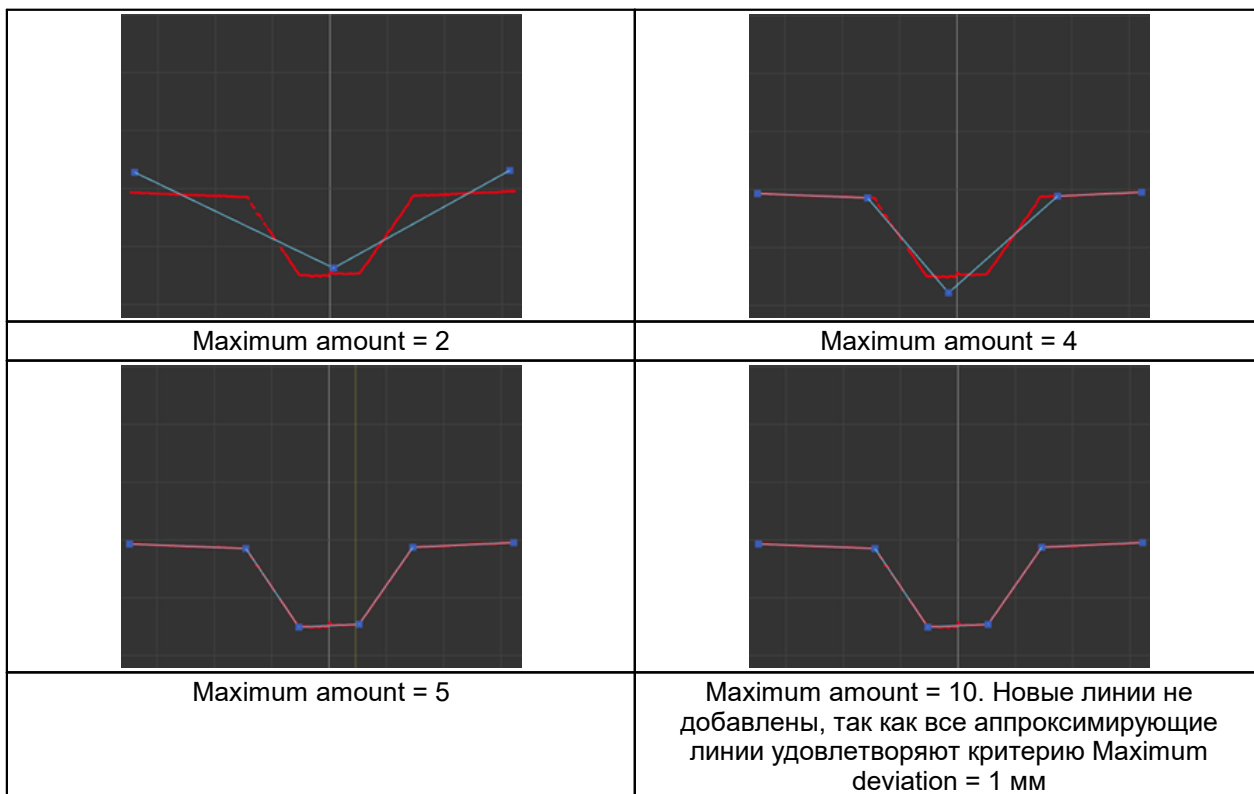 Maximum amount = 2
Maximum amount = 4
Maximum amount = 5
Maximum amount = 10. Новые линии не
добавлены, так как все аппроксимирующие
линии удовлетворяют критерию Maximum
deviation = 1 мм